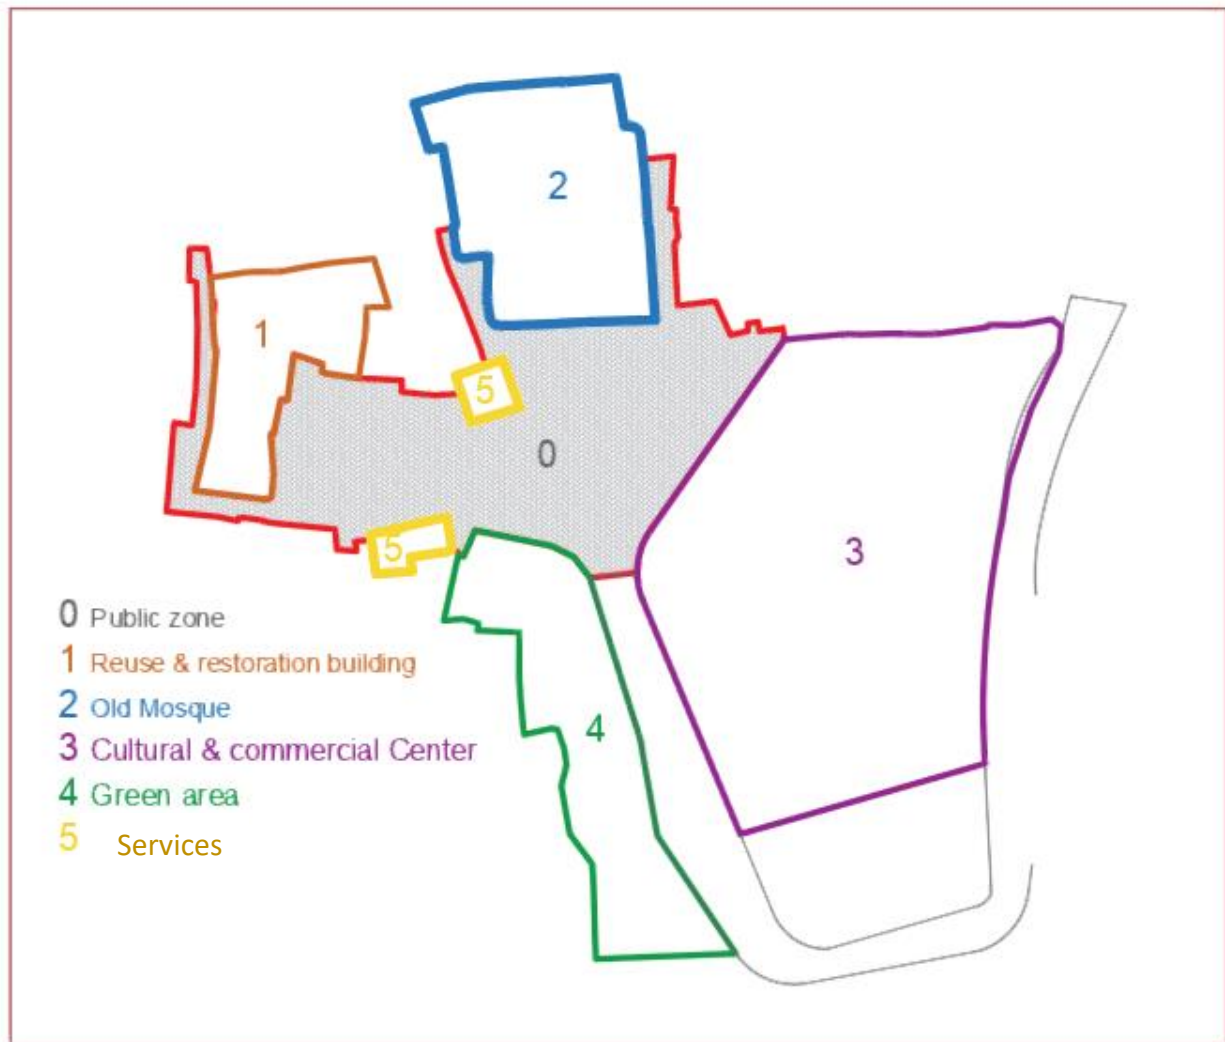 2
1
5
0
5
3
4
0 Public zone
1 Reuse & restoration building
2 Old Mosque
3 Cultural & commercial Center
4 Green area
5 Services